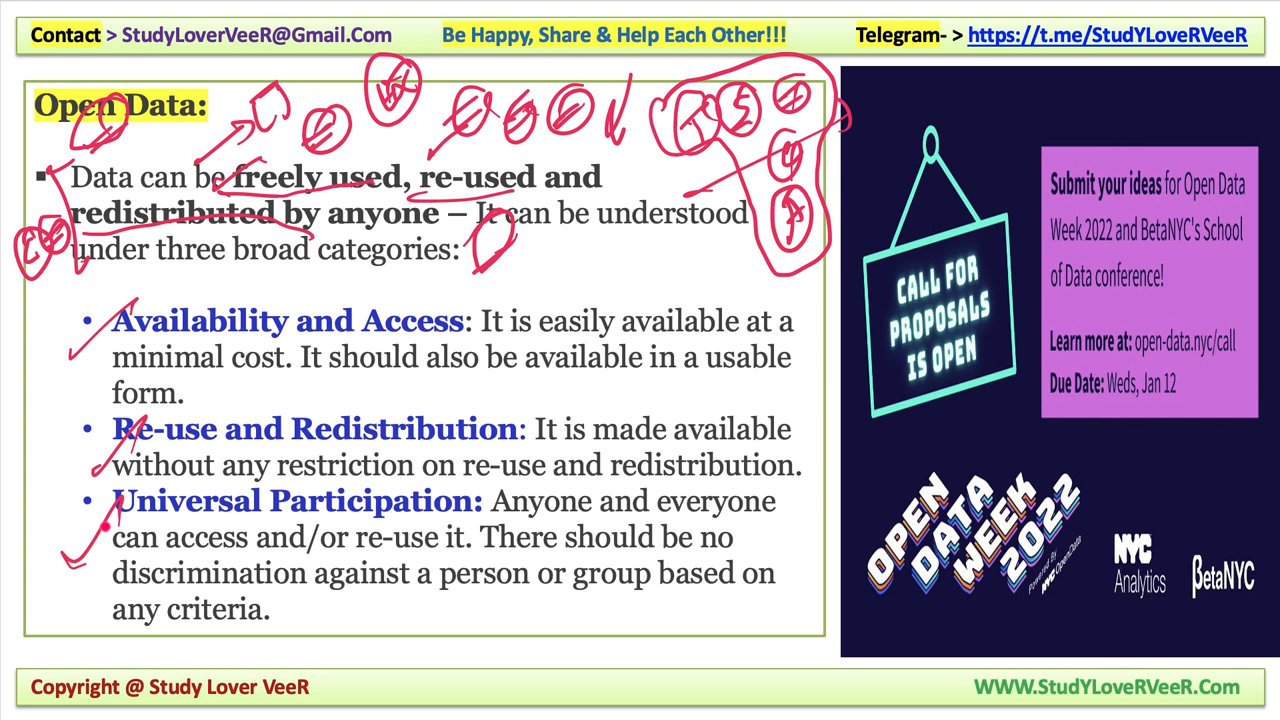 Contact > StudyLoverVeeR@Gmail.Com
Be Happy, Share & Help Each Other!!!
Telegram- > https://t.me/StudYLoveRVeeR
Open Data:
▪ Data can be freely used, re-used and
redistributed by anyone – It can be understood
under three broad categories:
• Availability and Access: It is easily available at a
minimal cost. It should also be available in a usable
form.
• Re-use and Redistribution: It is made available
without any restriction on re-use and redistribution.
• Universal Participation: Anyone and everyone
can access and/or re-use it. There should be no
discrimination against a person or group based on
any criteria.
CALL FOR
PROPOSALS
IS OPEN
Submit your ideas for Open Data
Week 2022 and BetaNYC's School
of Data conference!
Learn more at: open-data.nyc/call
Due Date: Weds, Jan 12
OPEN
DATA
WEEK
2022
Powered By
NYC OpenData
NYC
Analytics
βetaNYC
Copyright @ Study Lover VeeR
WWW.StudYLoveRVeeR.Com